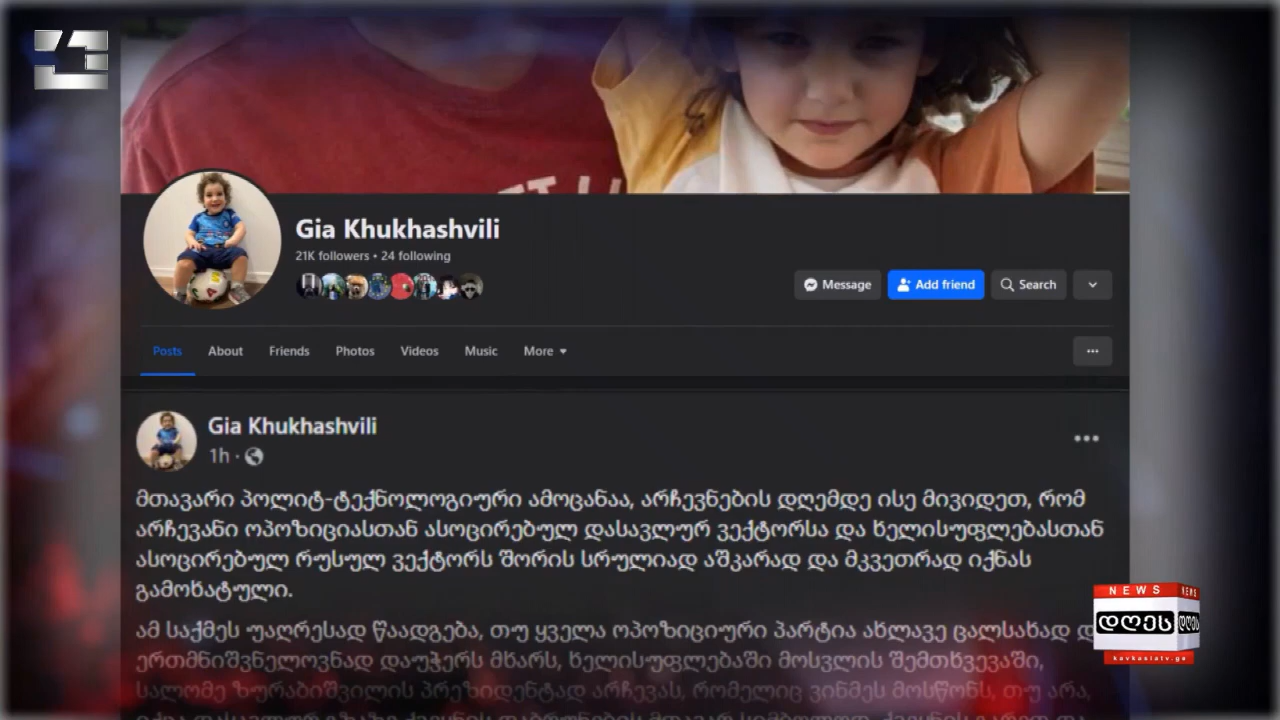 Gia Khukhashvili
21K followers • 24 following
Message
Add friend
Search
Posts
About
Friends
Photos
Videos
Music
More
Gia Khukhashvili
1h ·
მთავარი პოლიტ-ტექნოლოგიური ამოცანაა, არჩევნების დღემდე ისე მივიდეთ, რომ
არჩევანი ოპოზიციასთან ასოცირებულ დასავლურ ვექტორსა და ხელისუფლებასთან
ასოცირებულ რუსულ ვექტორს შორის სრულიად აშკარად და მკვეთრად იქნას
გამოხატული.
ამ საქმეს უაღრესად წაადგება, თუ ყველა ოპოზიციური პარტია ახლავე ცალსახად
ერთმნიშვნელოვნად დაუჭერს მხარს, ხელისუფლებაში მოსვლის შემთხვევაში,
სალომე ზურაბიშვილის პრეზიდენტად არჩევას, რომელიც ვინმეს მოსწონს, თუ არა,
NEWS
NEWS
დღეს
დღეს
kavkasiatv.ge